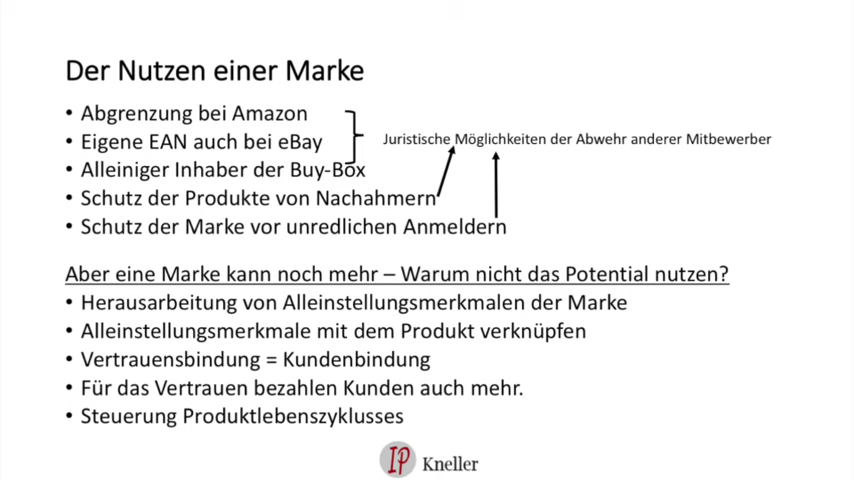 Der Nutzen einer Marke
• Abgrenzung bei Amazon
• Eigene EAN auch bei eBay
Juristische Möglichkeiten der Abwehr anderer Mitbewerber
• Alleiniger Inhaber der Buy-Box
• Schutz der Produkte von Nachahmern
• Schutz der Marke vor unredlichen Anmeldern
Aber eine Marke kann noch mehr – Warum nicht das Potential nutzen?
• Herausarbeitung von Alleinstellungsmerkmalen der Marke
• Alleinstellungsmerkmale mit dem Produkt verknüpfen
• Vertrauensbindung = Kundenbindung
• Für das Vertrauen bezahlen Kunden auch mehr.
• Steuerung Produktlebenszyklusses
IP Kneller